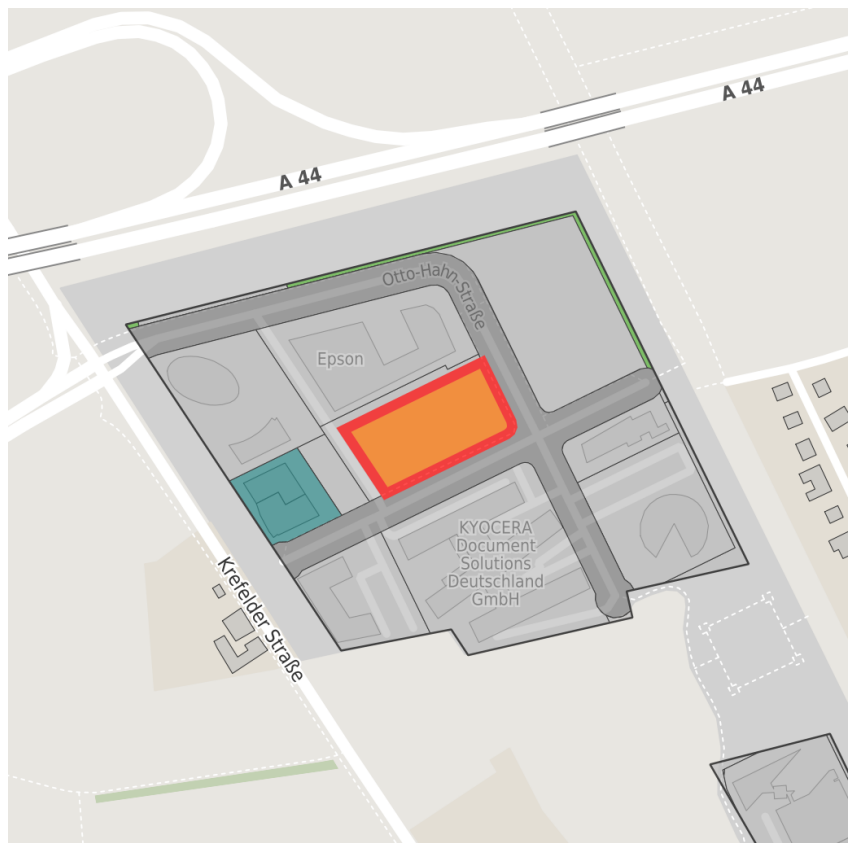 A 44
A 44
Otto-Hahn-Straße
Epson
KYOCERA
Document
Solutions
Deutschland
GmbH
Krefelder Straße